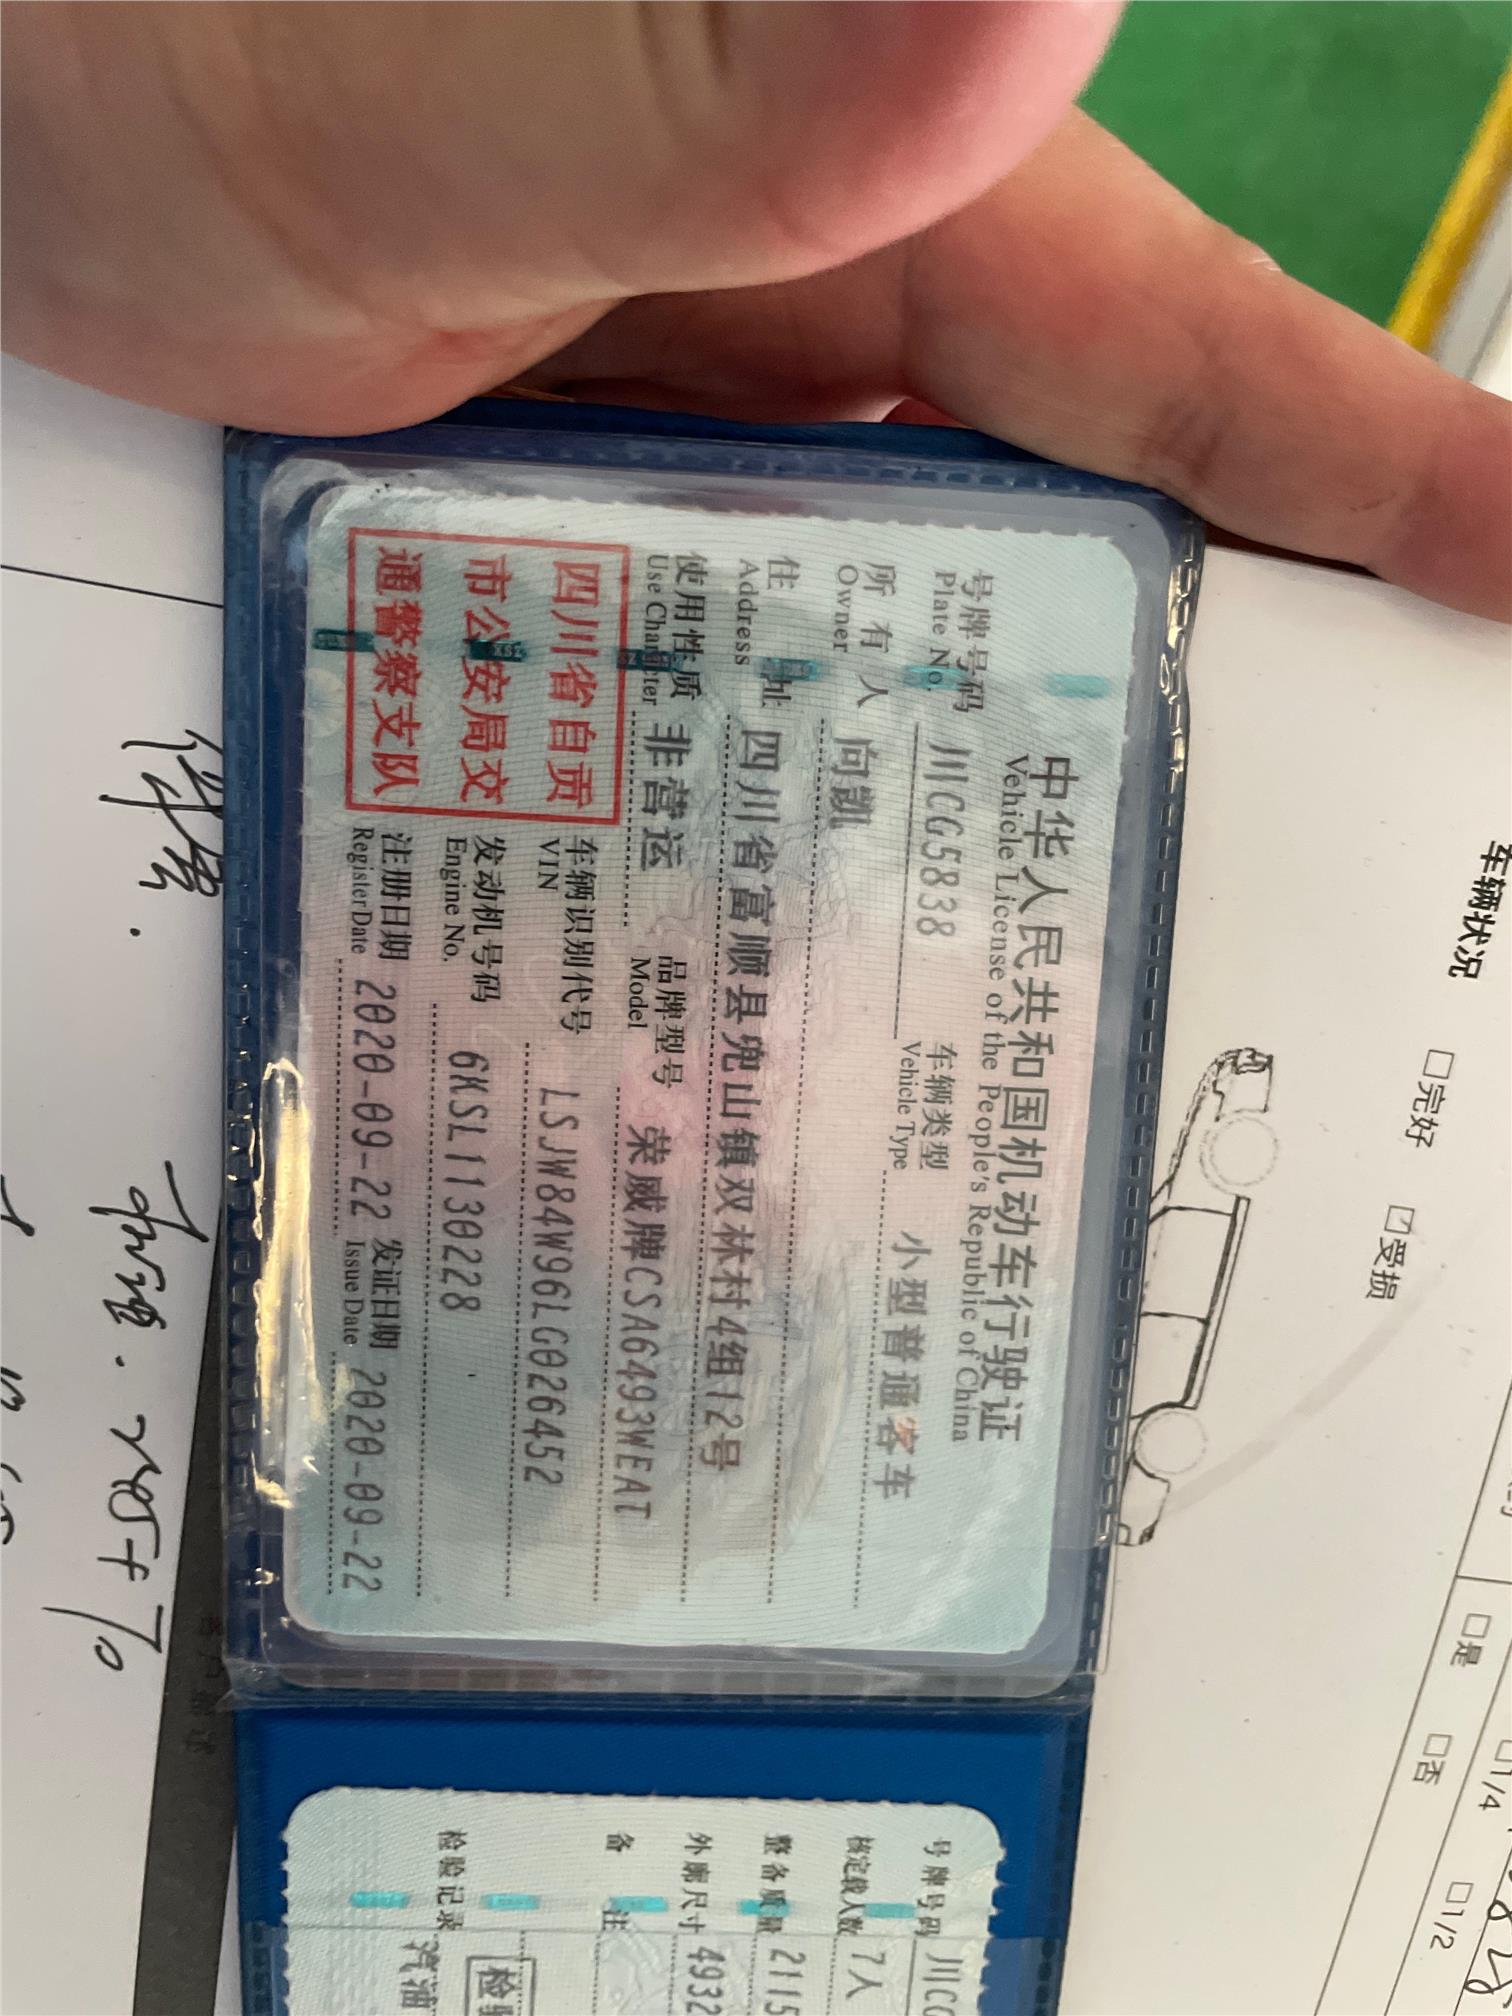 中华人民共和国机动车行驶证
Vehicle License of the People's Republic of China
号牌号码 川CG5838 车辆类型 小型普通客车
Plate No. Vehicle Type
所有人 向凯
Owner
住址 四川省富顺县兜山镇双林村4组12号
Address
使用性质 非营运 品牌型号 荣威牌CSA6493WEAT
Use Character Model
四川省自贡
市公安局交
通警察支队
车辆识别代号 LSJW84W96LG026452
VIN
发动机号码 6KSL1130228
Engine No.
注册日期 2020-09-22 发证日期 2020-09-22
Register Date Issue Date
号牌号码 川CG
核定载人数 7人
整备质量 2115
外廓尺寸 4932
备注
检验记录
汽油
车辆状况 □完好 ☑受损
□是 □否
□1/4 □1/2